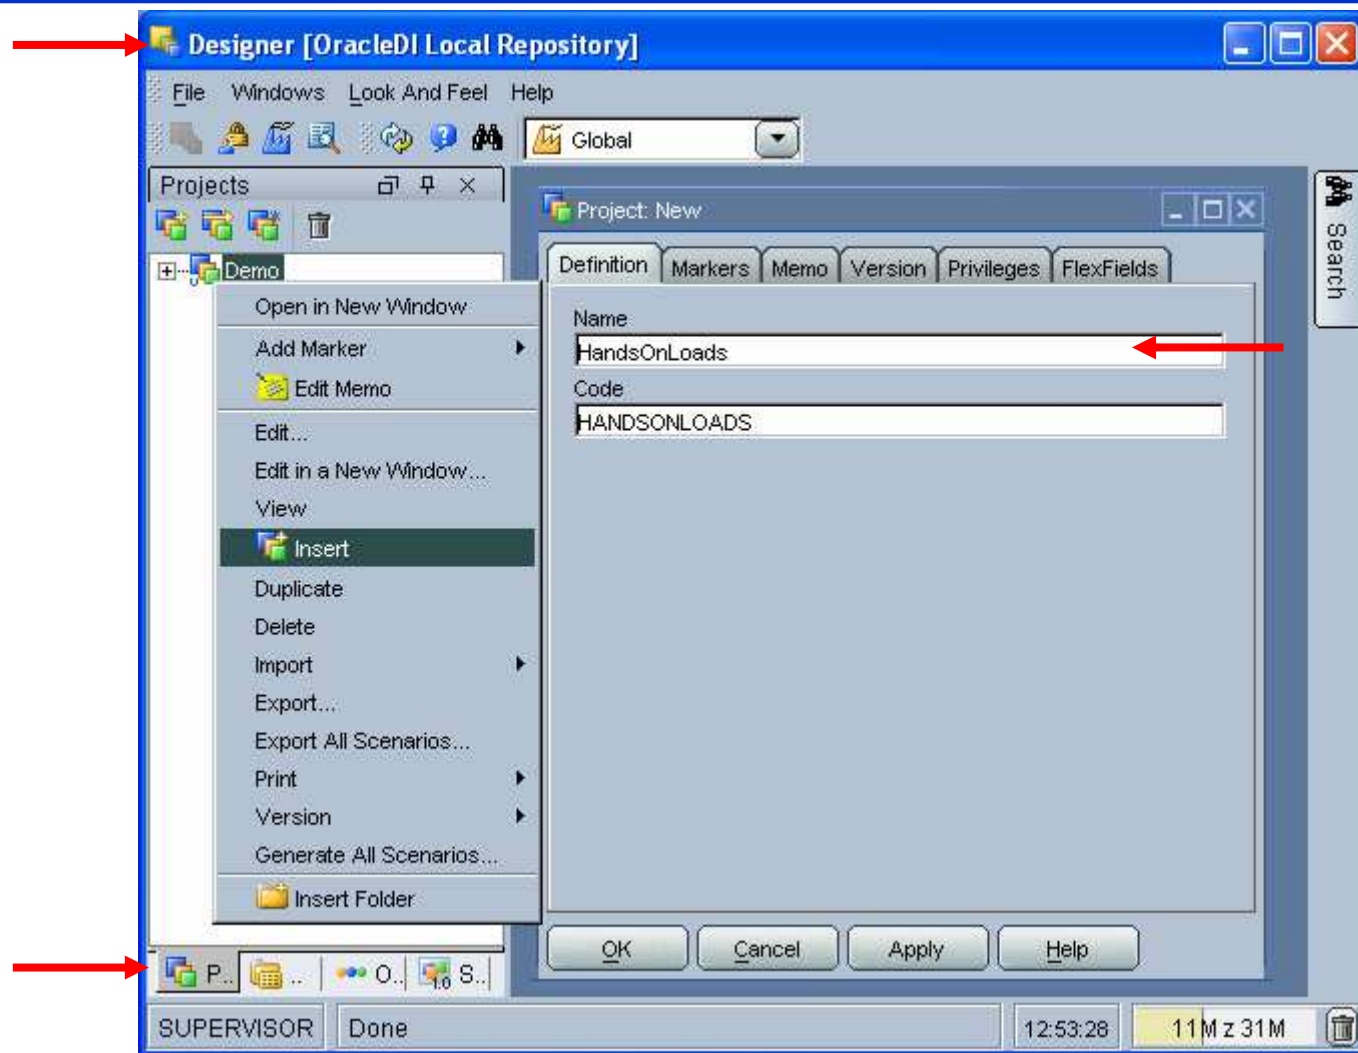 Designer [OracleDI Local Repository]
File Windows Look And Feel Help
Global
Projects
Demo
Open in New Window
Add Marker
Edit Memo
Edit...
Edit in a New Window...
View
Insert
Duplicate
Delete
Import
Export...
Export All Scenarios...
Print
Version
Generate All Scenarios...
Insert Folder
P.. .. O.. 1.0 S..
Project: New
Definition Markers Memo Version Privileges FlexFields
Name
HandsOnLoads
Code
HANDSONLOADS
OK Cancel Apply Help
Search
SUPERVISOR Done 12:53:28 11M z 31M